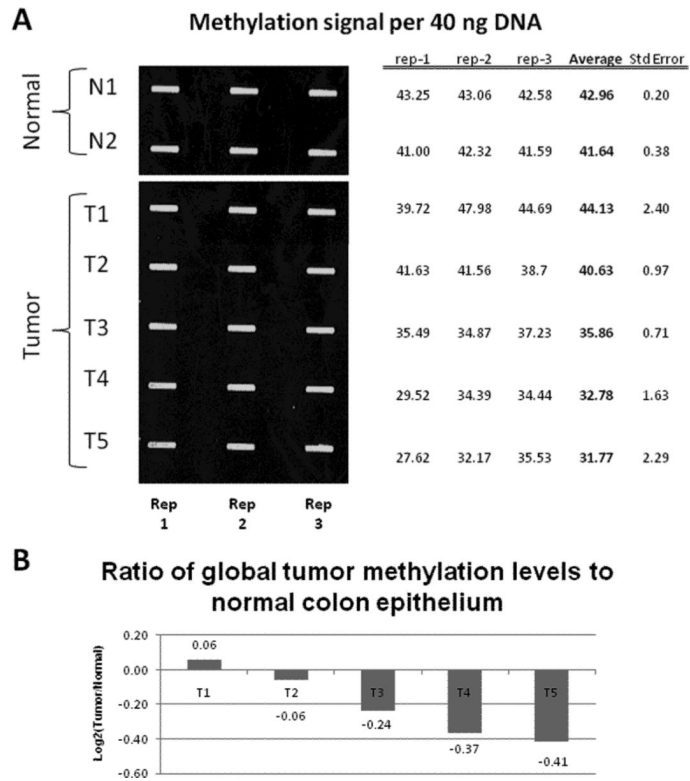 A
Methylation signal per 40 ng DNA
rep-1 rep-2 rep-3 Average Std Error
Normal
N1 43.25 43.06 42.58 42.96 0.20
N2 41.00 42.32 41.59 41.64 0.38
Tumor
T1 39.72 47.98 44.69 44.13 2.40
T2 41.63 41.56 38.7 40.63 0.97
T3 35.49 34.87 37.23 35.86 0.71
T4 29.52 34.39 34.44 32.78 1.63
T5 27.62 32.17 35.53 31.77 2.29
Rep Rep Rep
1 2 3
B
Ratio of global tumor methylation levels to
normal colon epithelium
Log2(Tumor/Normal)
0.20
0.00
-0.20
-0.40
-0.60
0.06
T1 T2 T3 T4 T5
-0.06
-0.24
-0.37
-0.41